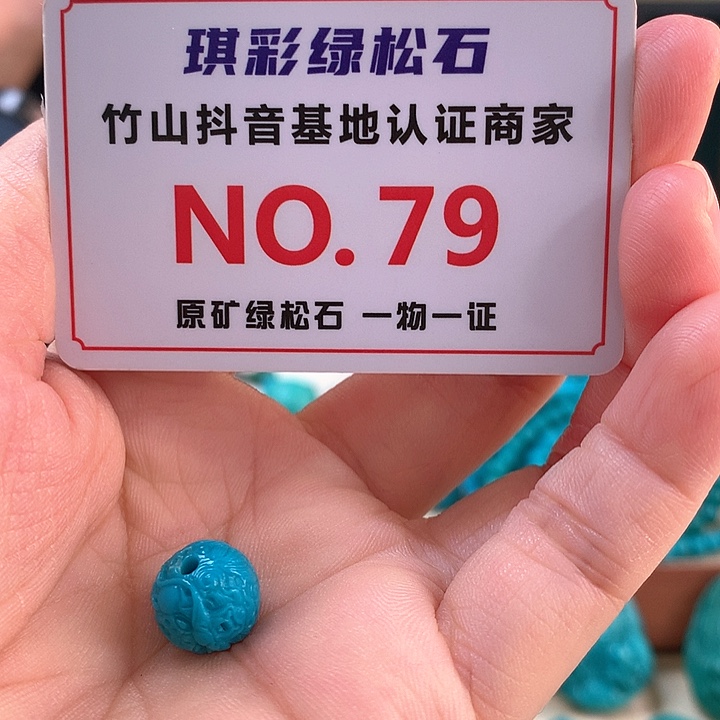 琪彩绿松石
竹山抖音基地认证商家
NO. 79
原矿绿松石 一物一证